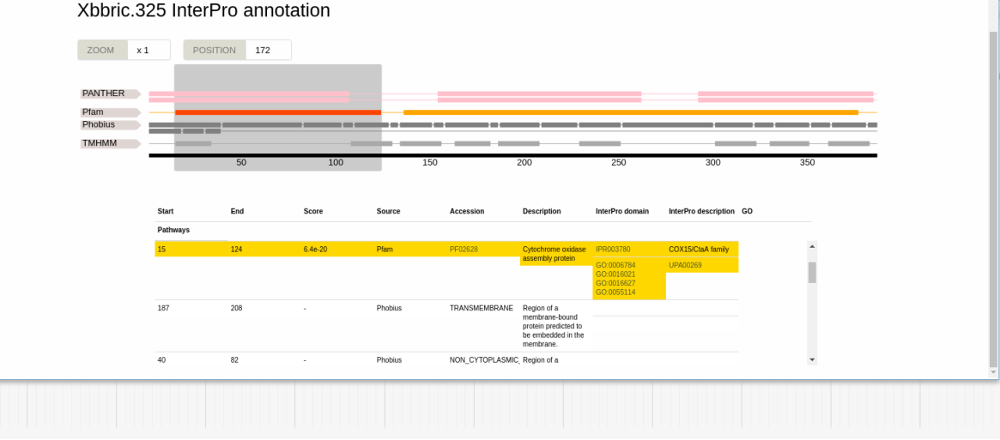 Xbbric.325 InterPro annotation
ZOOM x 1 POSITION 172
PANTHER
Pfam
Phobius
TMHMM
50 100 150 200 250 300 350
Start End Score Source Accession Description InterPro domain InterPro description GO
Pathways
15 124 6.4e-20 Pfam PF02628 Cytochrome oxidase IPR003780 COX15/CtaA family
assembly protein
GO:0006784 UPA00269
GO:0016021
GO:0016627
GO:0055114
187 208 - Phobius TRANSMEMBRANE Region of a
membrane-bound
protein predicted to
be embedded in the
membrane.
40 82 - Phobius NON_CYTOPLASMIC_ Region of a